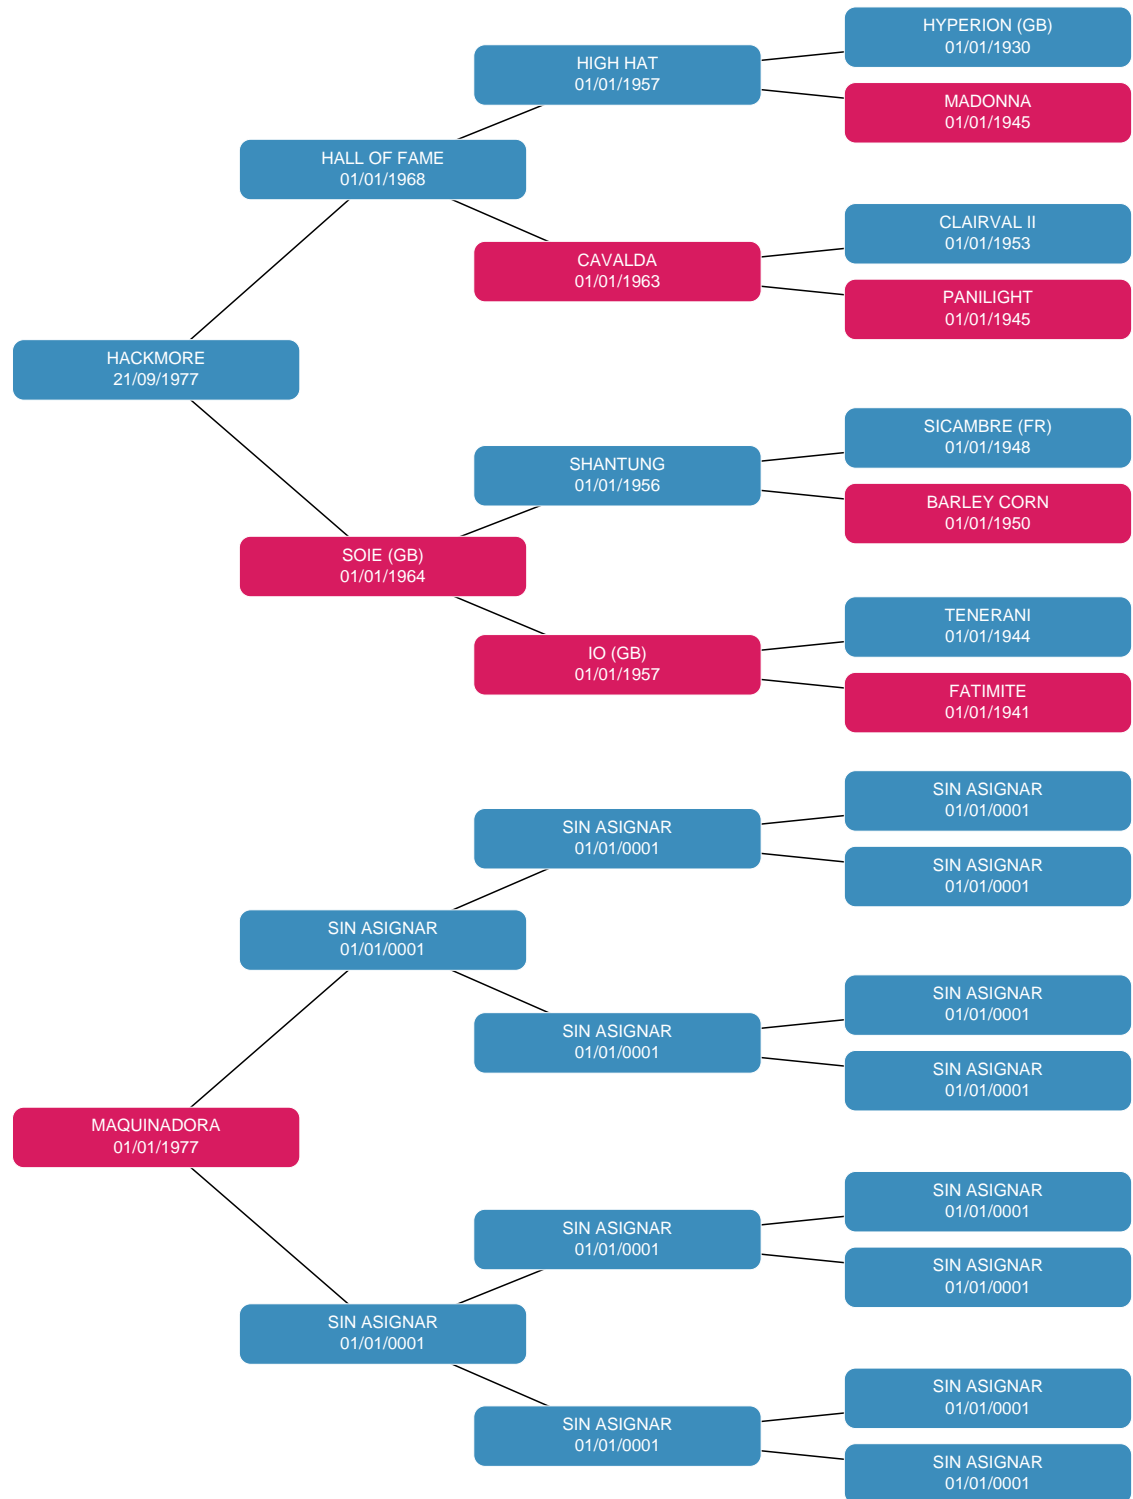 HYPERION (GB)
01/01/1930
HIGH HAT
01/01/1957
MADONNA
01/01/1945
HALL OF FAME
01/01/1968
CLAIRVAL II
01/01/1953
CAVALDA
01/01/1963
PANILIGHT
01/01/1945
HACKMORE
21/09/1977
SICAMBRE (FR)
01/01/1948
SHANTUNG
01/01/1956
BARLEY CORN
01/01/1950
SOIE (GB)
01/01/1964
TENERANI
01/01/1944
IO (GB)
01/01/1957
FATIMITE
01/01/1941
SIN ASIGNAR
01/01/0001
SIN ASIGNAR
01/01/0001
SIN ASIGNAR
01/01/0001
SIN ASIGNAR
01/01/0001
SIN ASIGNAR
01/01/0001
SIN ASIGNAR
01/01/0001
SIN ASIGNAR
01/01/0001
MAQUINADORA
01/01/1977
SIN ASIGNAR
01/01/0001
SIN ASIGNAR
01/01/0001
SIN ASIGNAR
01/01/0001
SIN ASIGNAR
01/01/0001
SIN ASIGNAR
01/01/0001
SIN ASIGNAR
01/01/0001
SIN ASIGNAR
01/01/0001